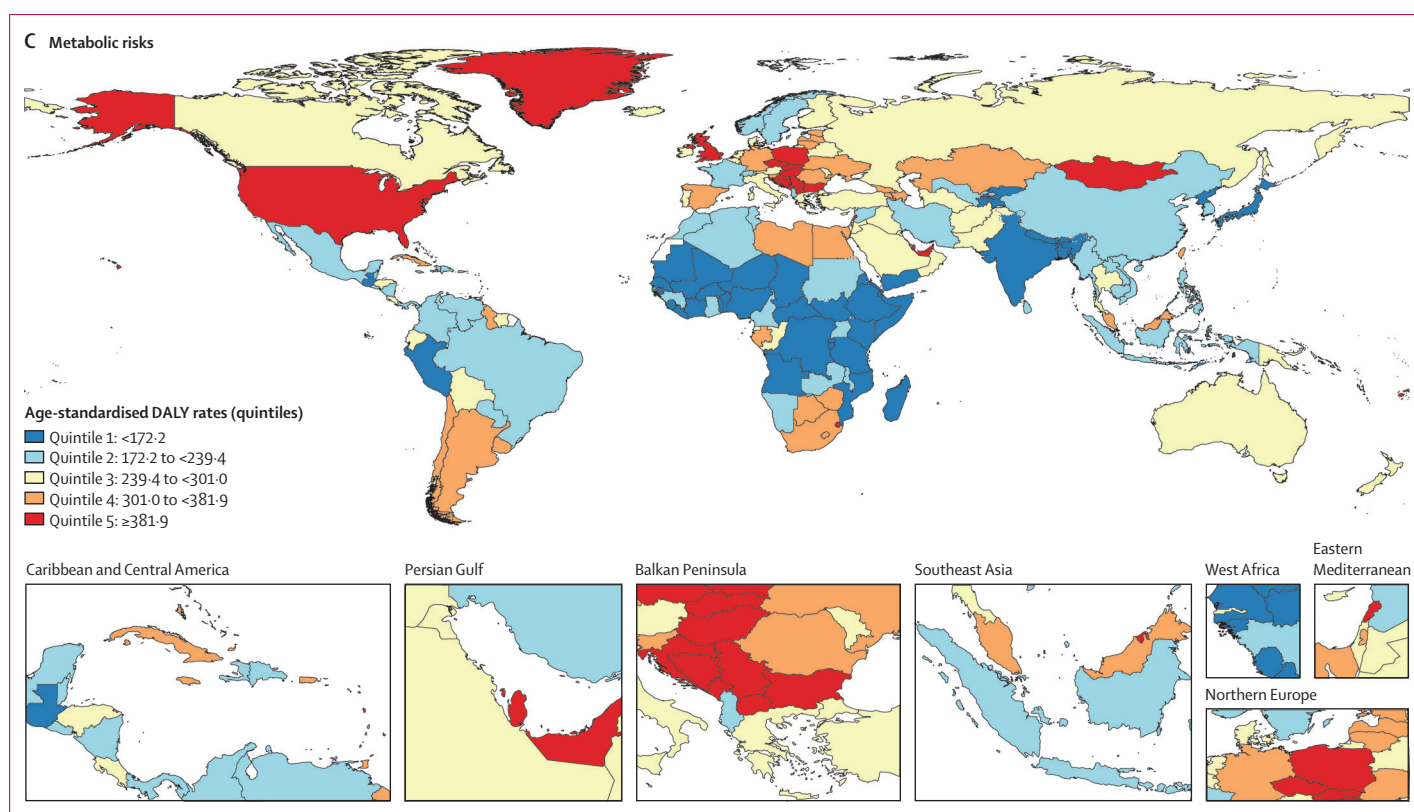 C Metabolic risks
Age-standardised DALY rates (quintiles)
Quintile 1: <172·2
Quintile 2: 172·2 to <239·4
Quintile 3: 239·4 to <301·0
Quintile 4: 301·0 to <381·9
Quintile 5: ≥381·9
Caribbean and Central America
Persian Gulf
Balkan Peninsula
Southeast Asia
West Africa
Eastern
Mediterranean
Northern Europe